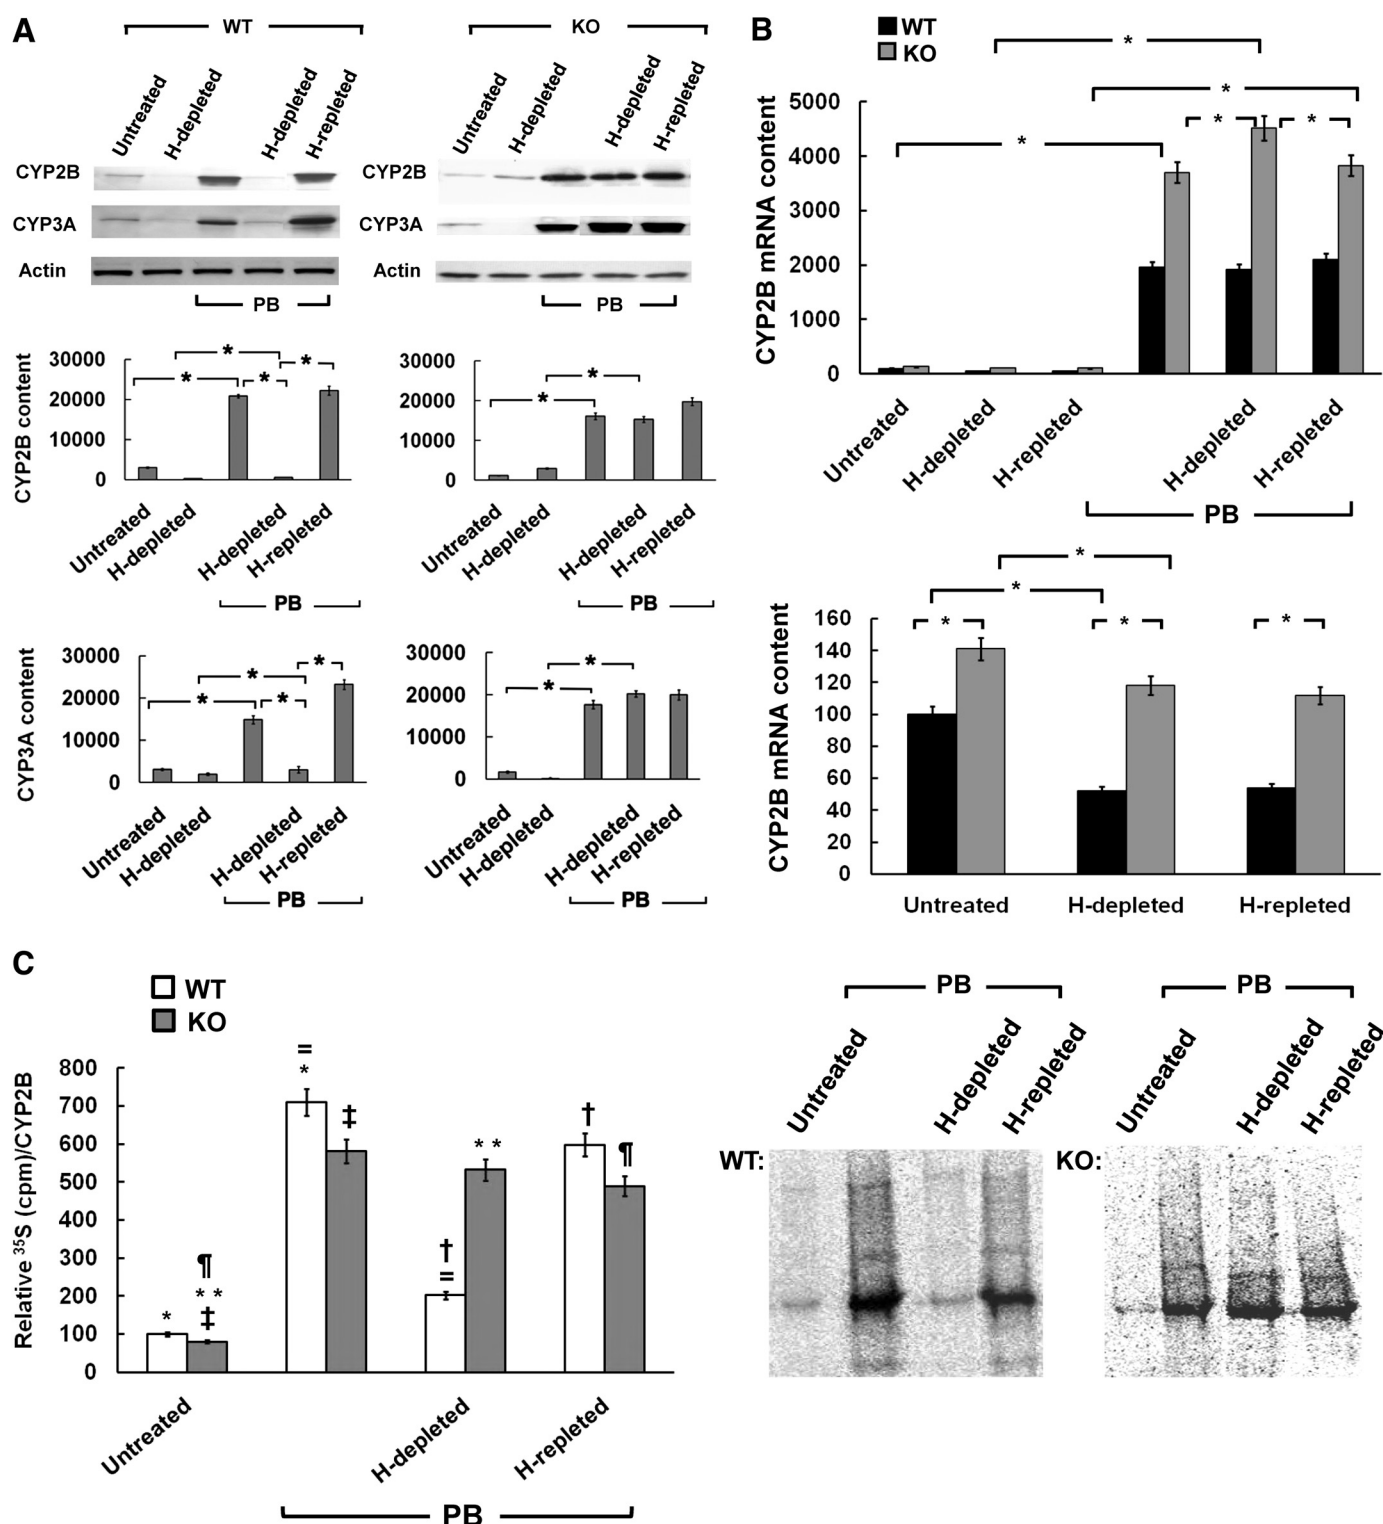 A
WT
KO
Untreated
H-depleted
H-depleted
H-repleted
Untreated
H-depleted
H-depleted
H-repleted
CYP2B
CYP3A
Actin
PB
CYP2B
CYP3A
Actin
PB
CYP2B content
30000
20000
10000
0
* * * *
Untreated
H-depleted
H-depleted
H-repleted
PB
30000
20000
10000
0
* *
Untreated
H-depleted
H-depleted
H-repleted
PB
CYP3A content
30000
20000
10000
0
* * * *
Untreated
H-depleted
H-depleted
H-repleted
PB
30000
20000
10000
0
* *
Untreated
H-depleted
H-depleted
H-repleted
PB
B
WT
KO
* * * * *
CYP2B mRNA content
5000
4000
3000
2000
1000
0
Untreated
H-depleted
H-repleted
H-depleted
H-repleted
PB
* * * * *
CYP2B mRNA content
160
140
120
100
80
60
40
20
0
Untreated
H-depleted
H-repleted
C
WT
KO
Relative 35S (cpm)/CYP2B
800
700
600
500
400
300
200
100
0
*
¶
* *
‡
=
*
‡
†
=
* *
†
¶
Untreated
H-depleted
H-repleted
PB
PB
Untreated
H-depleted
H-repleted
WT:
PB
Untreated
H-depleted
H-repleted
KO: